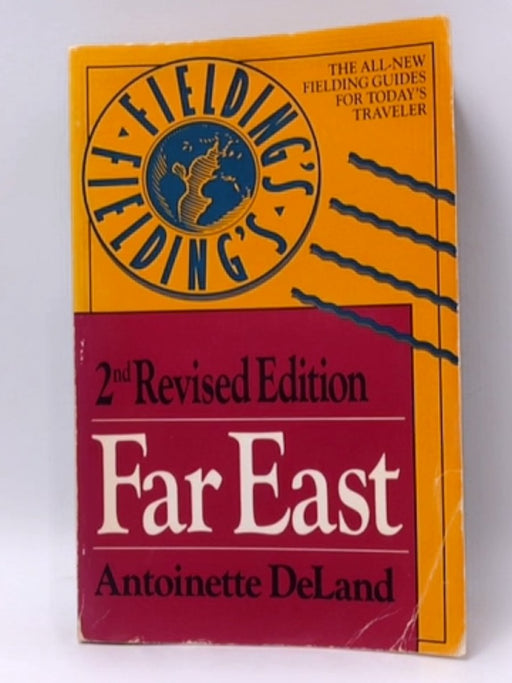 THE ALL-NEW
FIELDING GUIDES
FOR TODAY'S
TRAVELER
FIELDING'S
FIELDING'S
2nd Revised Edition
Far East
Antoinette DeLand